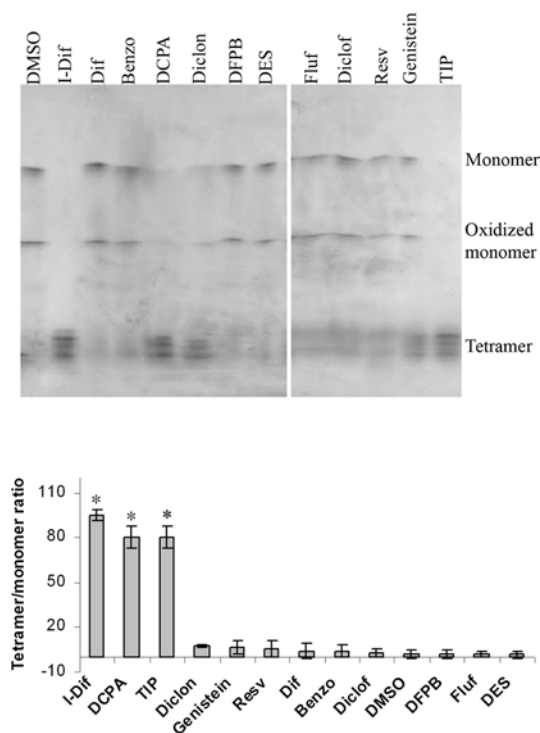 DMSO
I-Dif
Dif
Benzo
DCPA
Diclon
DFPB
DES
Fluf
Diclof
Resv
Genistein
TIP
Monomer
Oxidized
monomer
Tetramer
Tetramer/monomer ratio
110
80
50
20
-10
*
*
*
I-Dif
DCPA
TIP
Diclon
Genistein
Resv
Dif
Benzo
Diclof
DMSO
DFPB
Fluf
DES